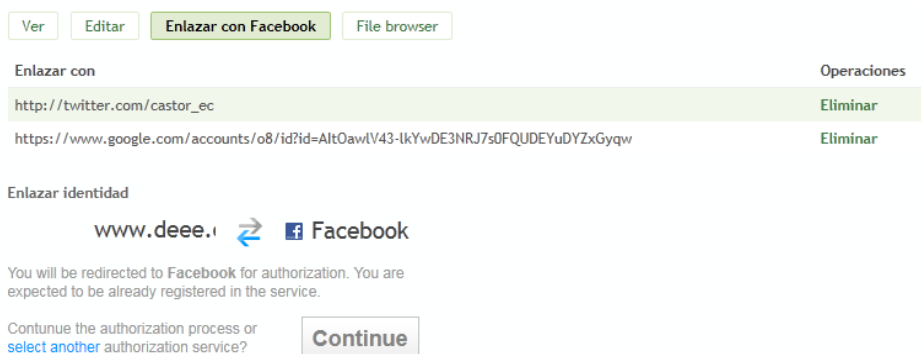 Ver Editar Enlazar con Facebook File browser
Enlazar con Operaciones
http://twitter.com/castor_ec Eliminar
https://www.google.com/accounts/o8/id?id=AItOawlV43-lkYwDE3NRJ7s0FQUDEYuDYZxGyqw Eliminar
Enlazar identidad
www.deee. Facebook
You will be redirected to Facebook for authorization. You are
expected to be already registered in the service.
Contunue the authorization process or
select another authorization service?
Continue